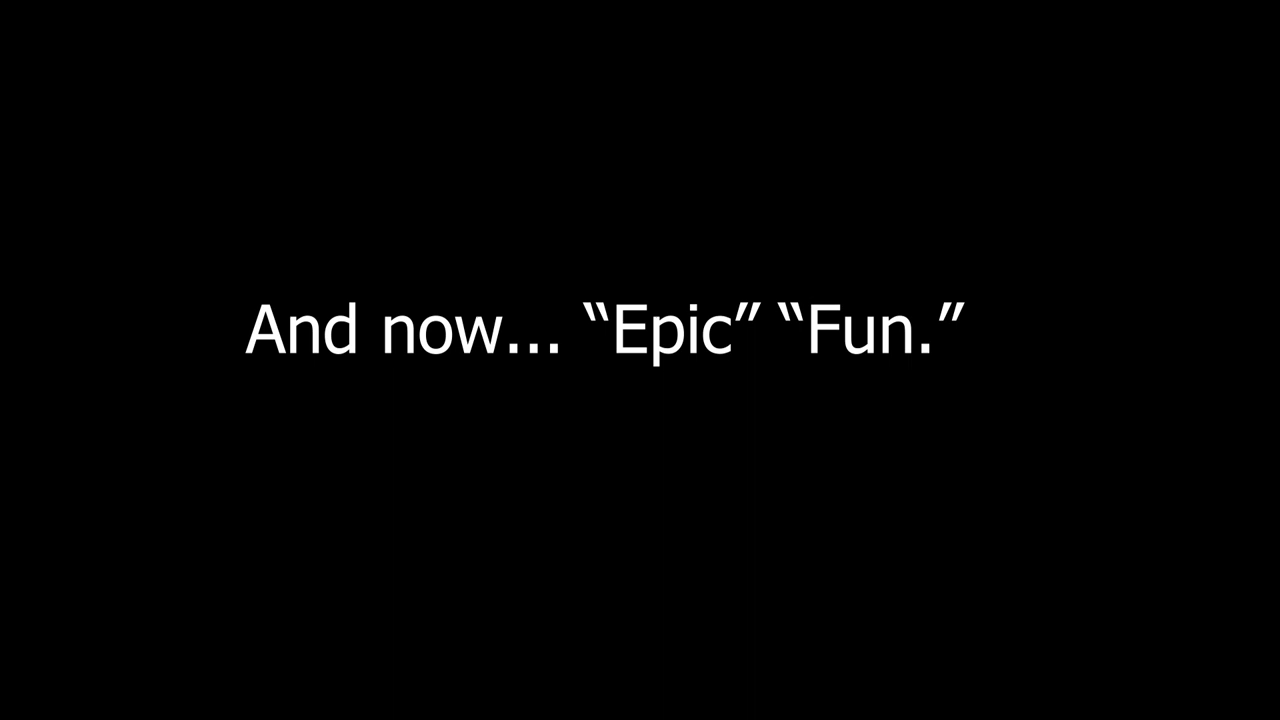 And now... “Epic” “Fun.”